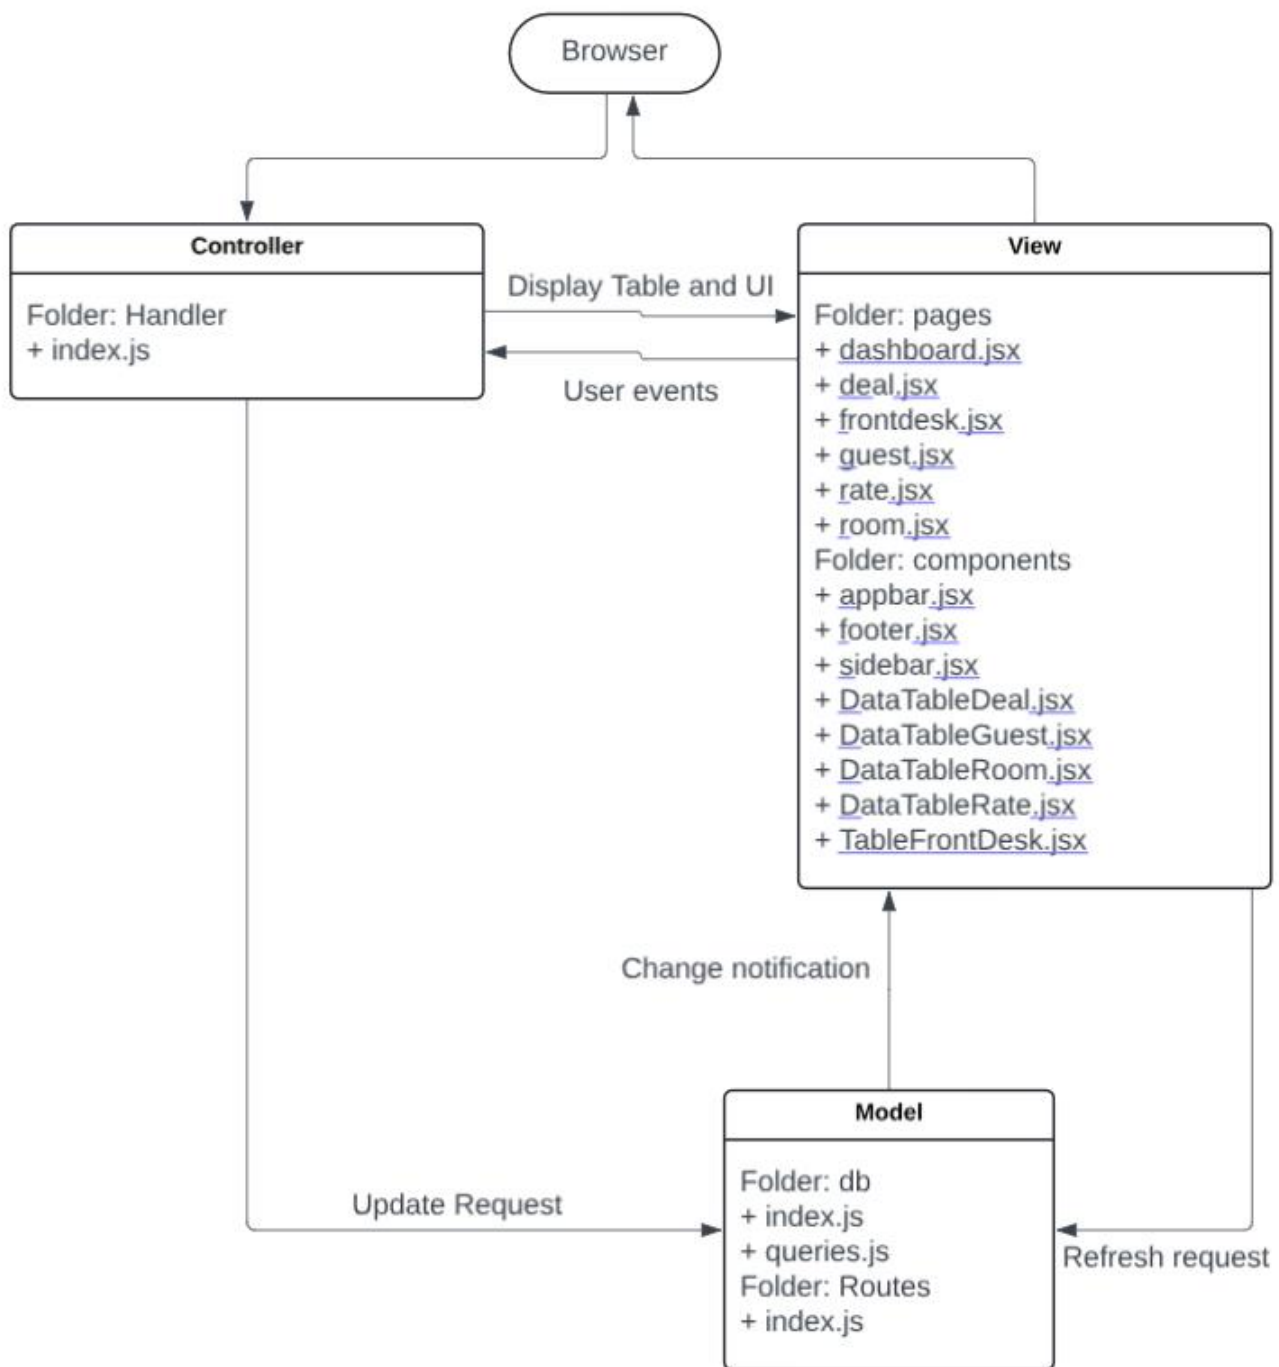 Browser
Controller
Folder: Handler
+ index.js
Display Table and UI
User events
View
Folder: pages
+ dashboard.jsx
+ deal.jsx
+ frontdesk.jsx
+ guest.jsx
+ rate.jsx
+ room.jsx
Folder: components
+ appbar.jsx
+ footer.jsx
+ sidebar.jsx
+ DataTableDeal.jsx
+ DataTableGuest.jsx
+ DataTableRoom.jsx
+ DataTableRate.jsx
+ TableFrontDesk.jsx
Change notification
Update Request
Model
Folder: db
+ index.js
+ queries.js
Folder: Routes
+ index.js
Refresh request